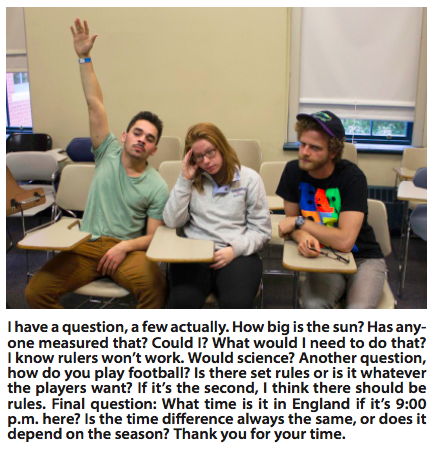 I have a question, a few actually. How big is the sun? Has any-
one measured that? Could I? What would I need to do that?
I know rulers won't work. Would science? Another question,
how do you play football? Is there set rules or is it whatever
the players want? If it's the second, I think there should be
rules. Final question: What time is it in England if it's 9:00
p.m. here? Is the time difference always the same, or does it
depend on the season? Thank you for your time.